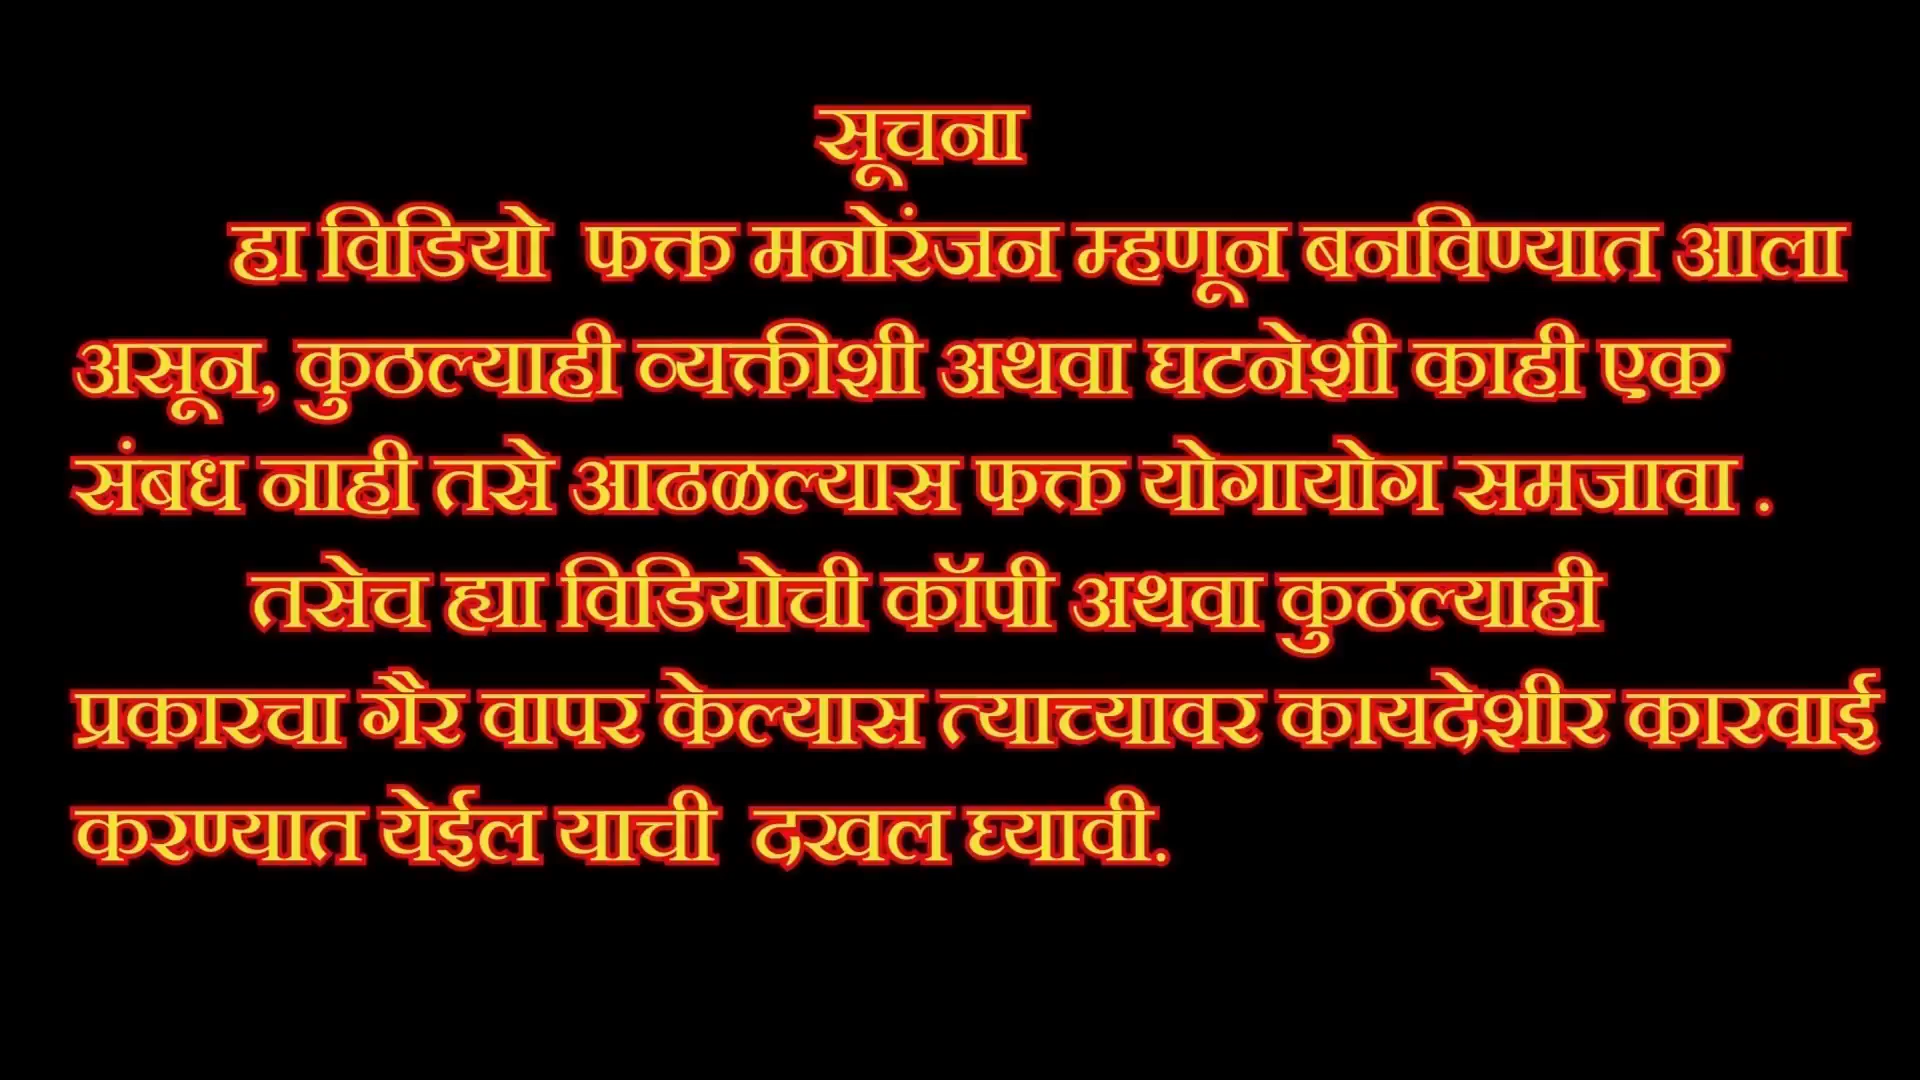 सूचना
हा विडियो फक्त मनोरंजन म्हणून बनविण्यात आला
असून, कुठल्याही व्यक्तीशी अथवा घटनेशी काही एक
संबध नाही तसे आढळल्यास फक्त योगायोग समजावा .
तसेच ह्या विडियोची कॉपी अथवा कुठल्याही
प्रकारचा गैर वापर केल्यास त्याच्यावर कायदेशीर कारवाई
करण्यात येईल याची दखल घ्यावी.